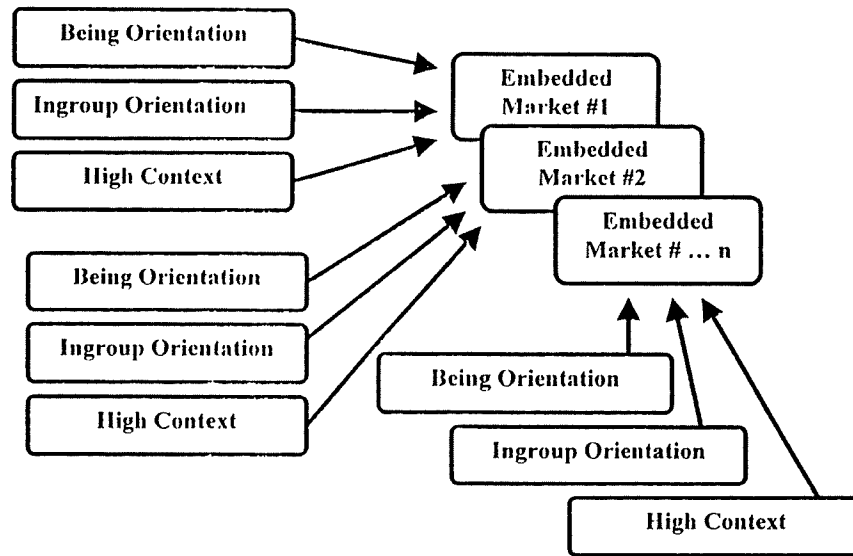 Being Orientation
Ingroup Orientation
High Context
Embedded
Market #1
Embedded
Market #2
Embedded
Market # ... n
Being Orientation
Ingroup Orientation
High Context
Being Orientation
Ingroup Orientation
High Context